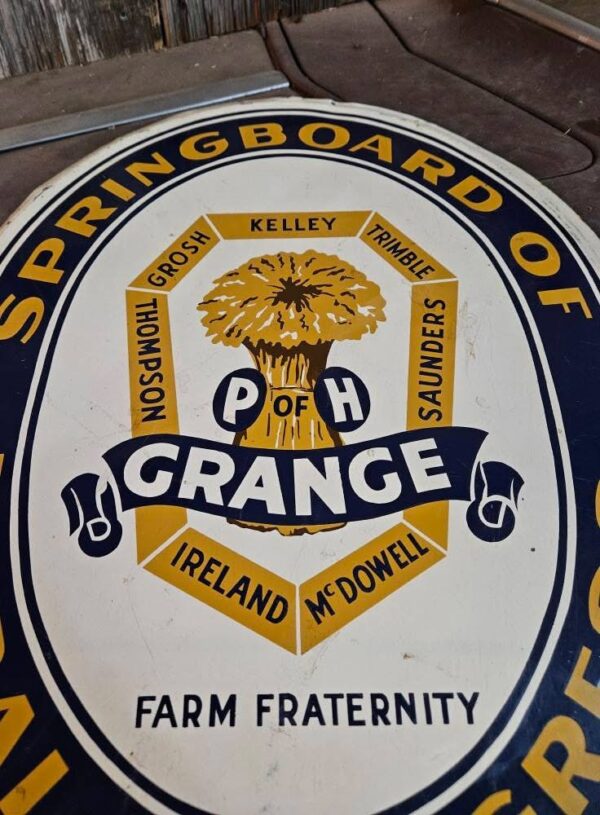 SPRINGBOARD OF
KELLEY
GROSH
TRIMBLE
THOMPSON
SAUNDERS
P OF H
GRANGE
IRELAND
McDOWELL
FARM FRATERNITY